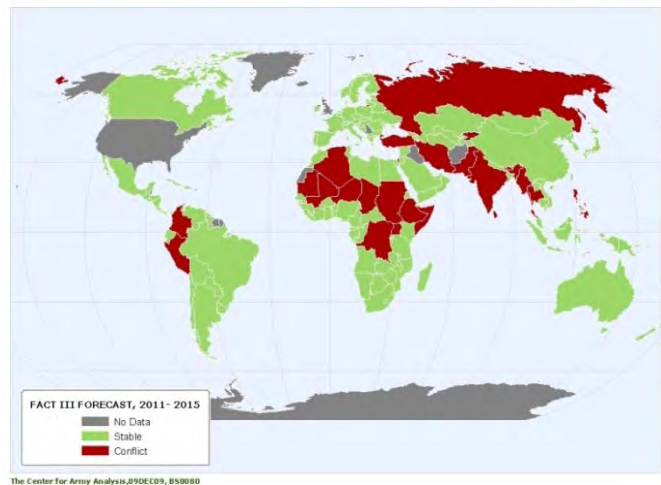 FACT III FORECAST, 2011- 2015
No Data
Stable
Conflict
The Center for Army Analysis,09DEC09, BS0080